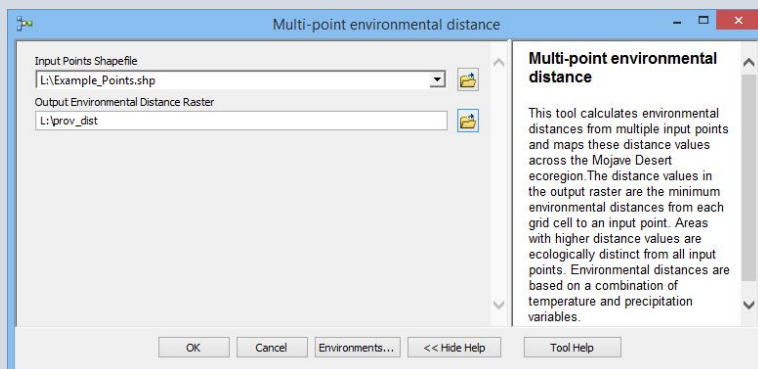 Multi-point environmental distance
Input Points Shapefile
L:\Example_Points.shp
Output Environmental Distance Raster
L:\prov_dist
Multi-point environmental
distance
This tool calculates environmental
distances from multiple input points
and maps these distance values
across the Mojave Desert
ecoregion.The distance values in
the output raster are the minimum
environmental distances from each
grid cell to an input point. Areas
with higher distance values are
ecologically distinct from all input
points. Environmental distances are
based on a combination of
temperature and precipitation
variables.
OK
Cancel
Environments...
<< Hide Help
Tool Help